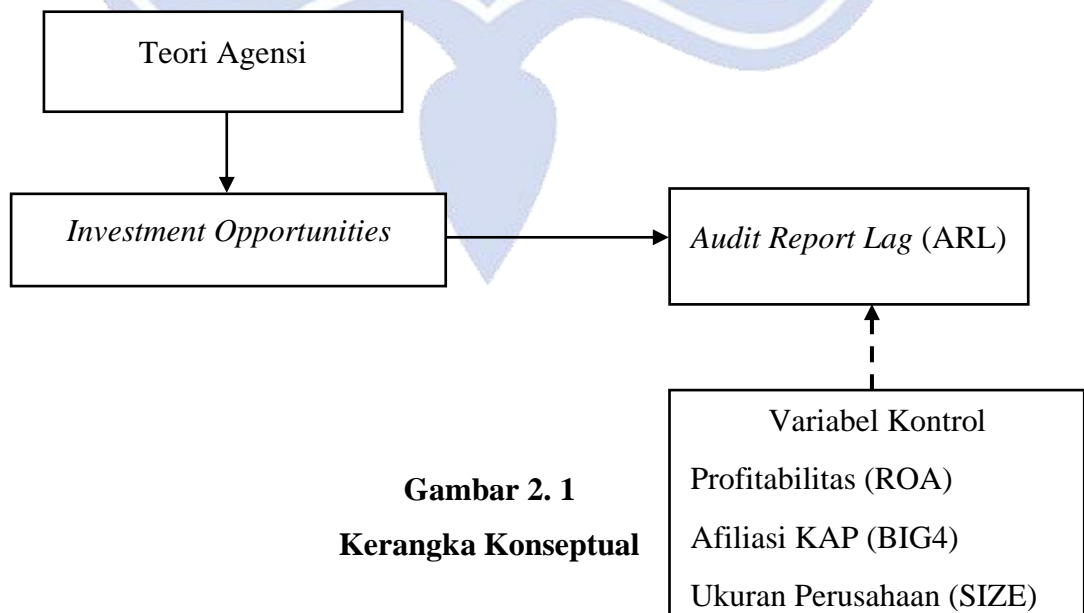 Teori Agensi
Investment Opportunities
Audit Report Lag (ARL)
Variabel Kontrol
Profitabilitas (ROA)
Afiliasi KAP (BIG4)
Ukuran Perusahaan (SIZE)
Gambar 2. 1
Kerangka Konseptual